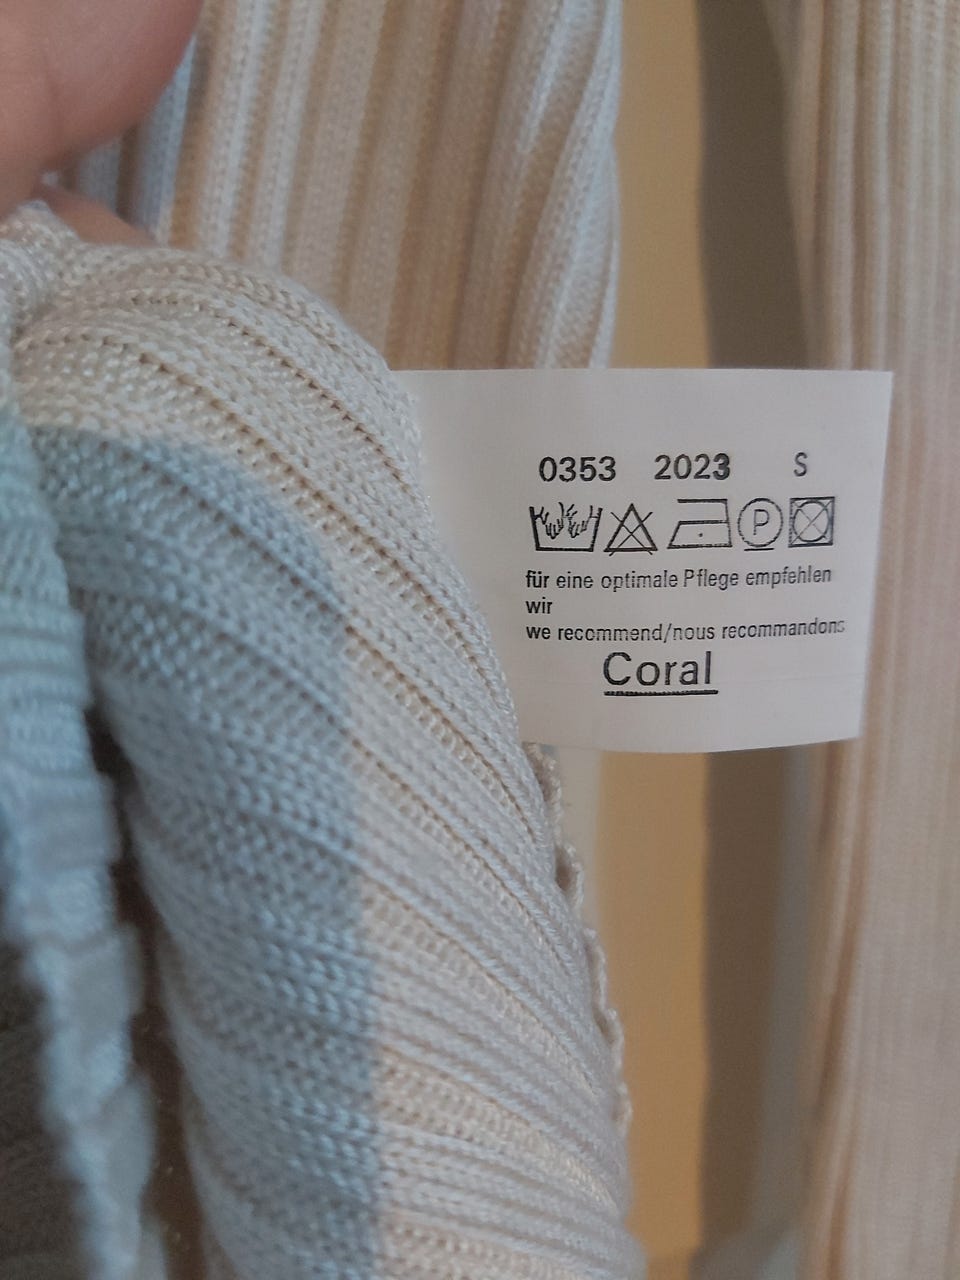 0353 2023 S
P
für eine optimale Pflege empfehlen
wir
we recommend/nous recommandons
Coral